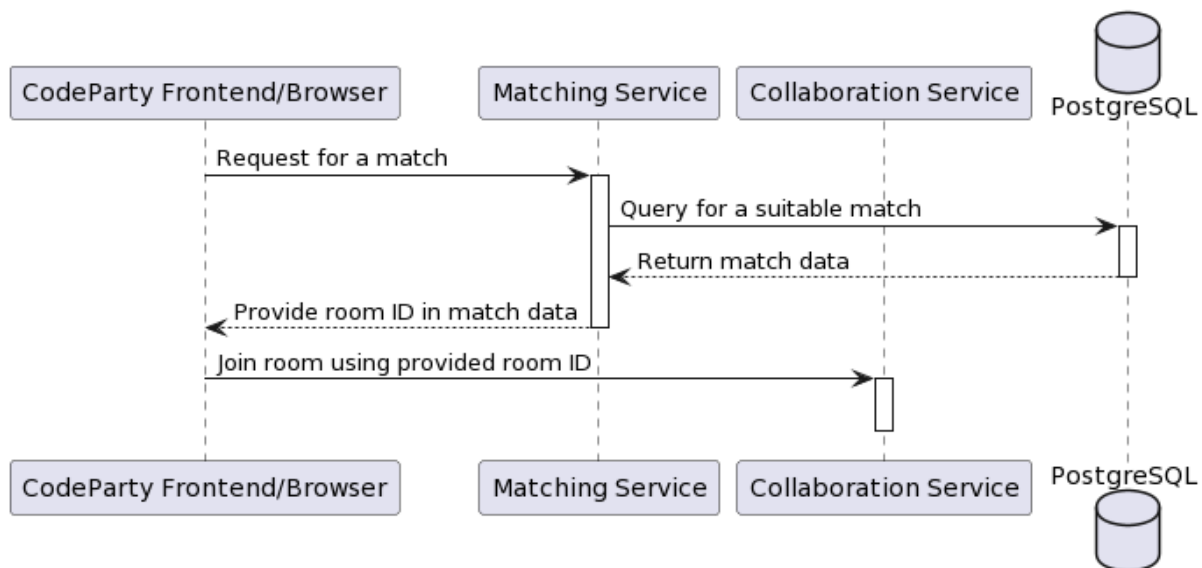 CodeParty Frontend/Browser
Matching Service
Collaboration Service
PostgreSQL
Request for a match
Query for a suitable match
Return match data
Provide room ID in match data
Join room using provided room ID
CodeParty Frontend/Browser
Matching Service
Collaboration Service
PostgreSQL